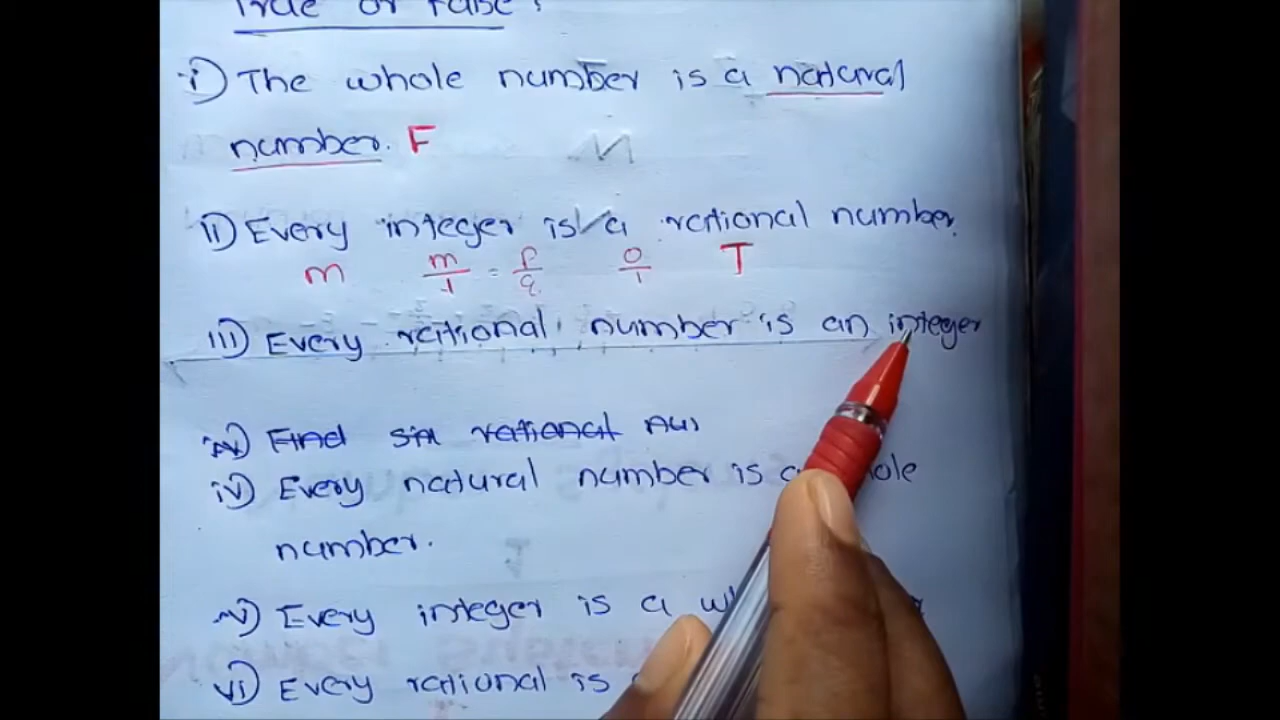 True or False:
i) The whole number is a natural
number. F
ii) Every integer is a rational number.
m m/1 = p/q 0/1 T
iii) Every rational number is an integer
iv) Find six rational nu
iv) Every natural number is a
number.
v) Every integer is a
vi) Every rational is